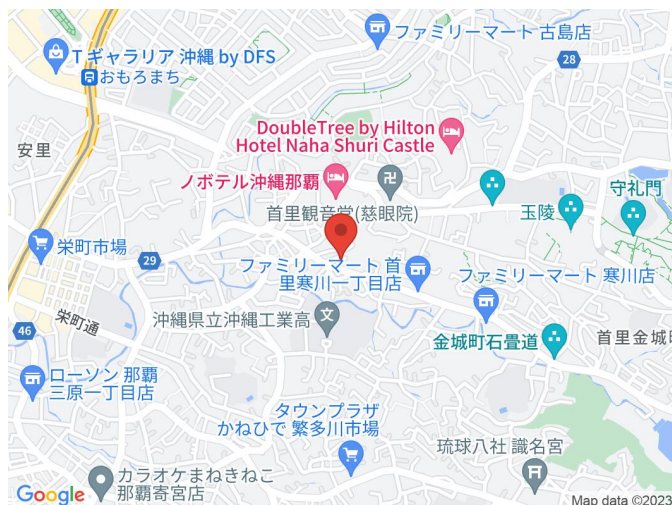 ファミリーマート 古島店
T ギャラリア 沖縄 by DFS
おもろまち
28
DoubleTree by Hilton
Hotel Naha Shuri Castle
安里
ノボテル沖縄那覇
守礼門
首里観音堂(慈眼院)
玉陵
栄町市場
29
ファミリーマート 首
里寒川一丁目店
ファミリーマート 寒川店
栄町通
沖縄県立沖縄工業高
文
46
金城町石畳道
首里金城町
ローソン 那覇
三原一丁目店
タウンプラザ
かねひで 繁多川市場
琉球八社 識名宮
カラオケまねきねこ
那覇寄宮店
Google
Map data ©2023